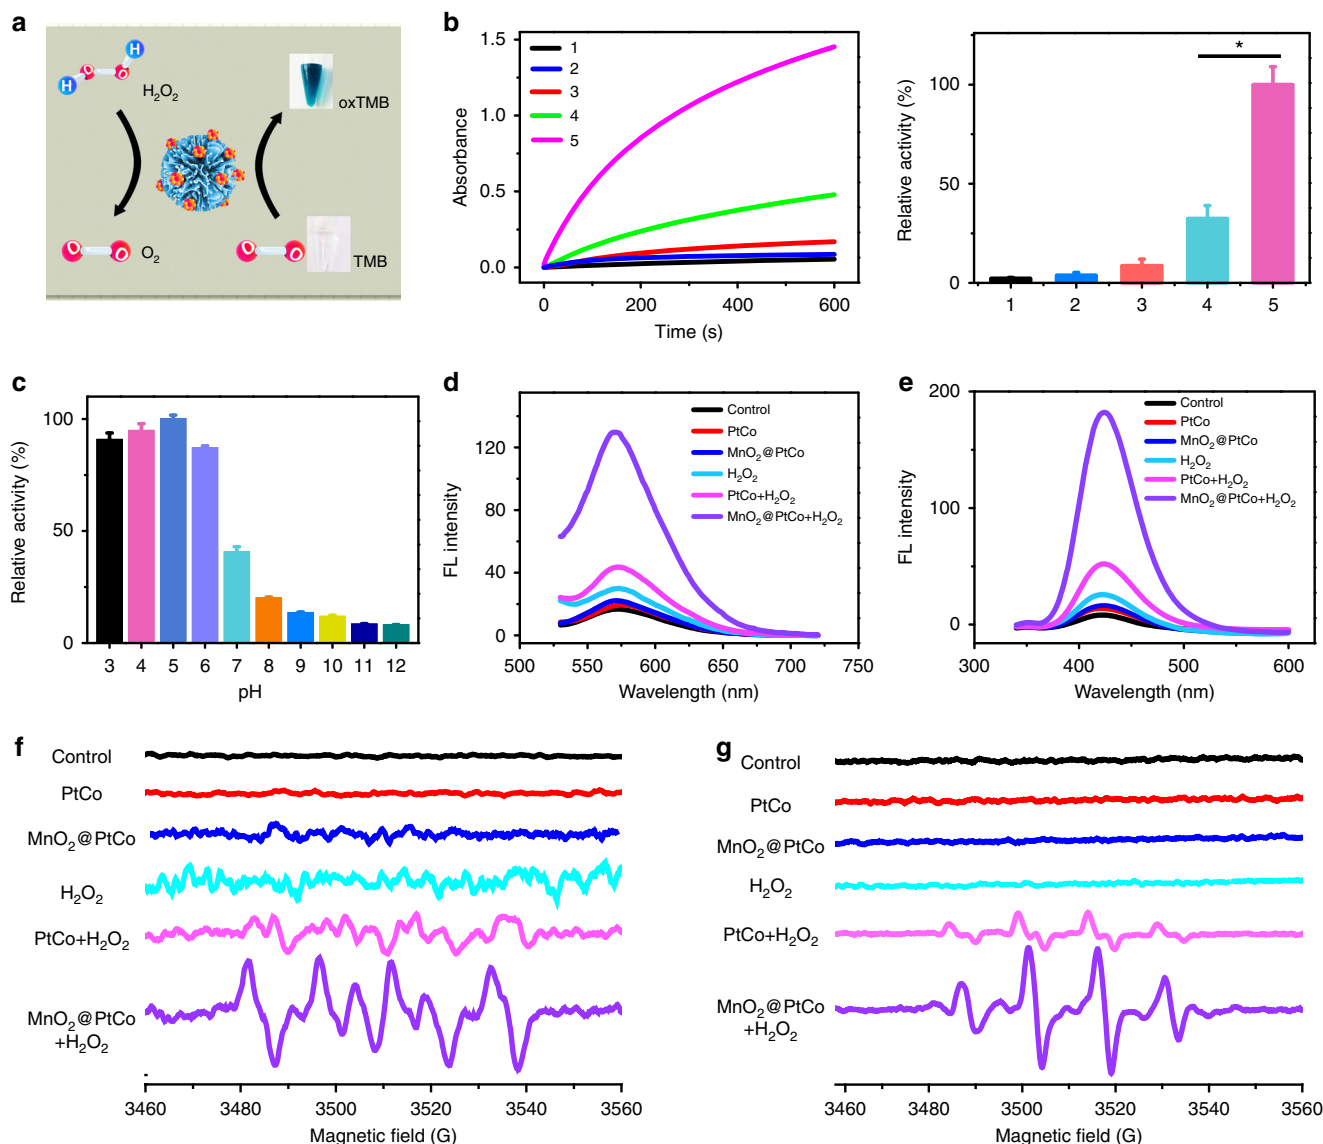 a
H
H
O
O
H₂O₂
oxTMB
O
O
O₂
O
O
TMB
b
1.5
1.0
0.5
0.0
Absorbance
1
2
3
4
5
0
200
400
600
Time (s)
100
50
0
Relative activity (%)
*
1
2
3
4
5
c
100
50
0
Relative activity (%)
3
4
5
6
7
8
9
10
11
12
pH
d
120
80
40
0
FL intensity
Control
PtCo
MnO₂@PtCo
H₂O₂
PtCo+H₂O₂
MnO₂@PtCo+H₂O₂
500
550
600
650
700
750
Wavelength (nm)
e
200
100
0
FL intensity
Control
PtCo
MnO₂@PtCo
H₂O₂
PtCo+H₂O₂
MnO₂@PtCo+H₂O₂
300
400
500
600
Wavelength (nm)
f
Control
PtCo
MnO₂@PtCo
H₂O₂
PtCo+H₂O₂
MnO₂@PtCo
+H₂O₂
3460
3480
3500
3520
3540
3560
Magnetic field (G)
g
Control
PtCo
MnO₂@PtCo
H₂O₂
PtCo+H₂O₂
MnO₂@PtCo
+H₂O₂
3460
3480
3500
3520
3540
3560
Magnetic field (G)